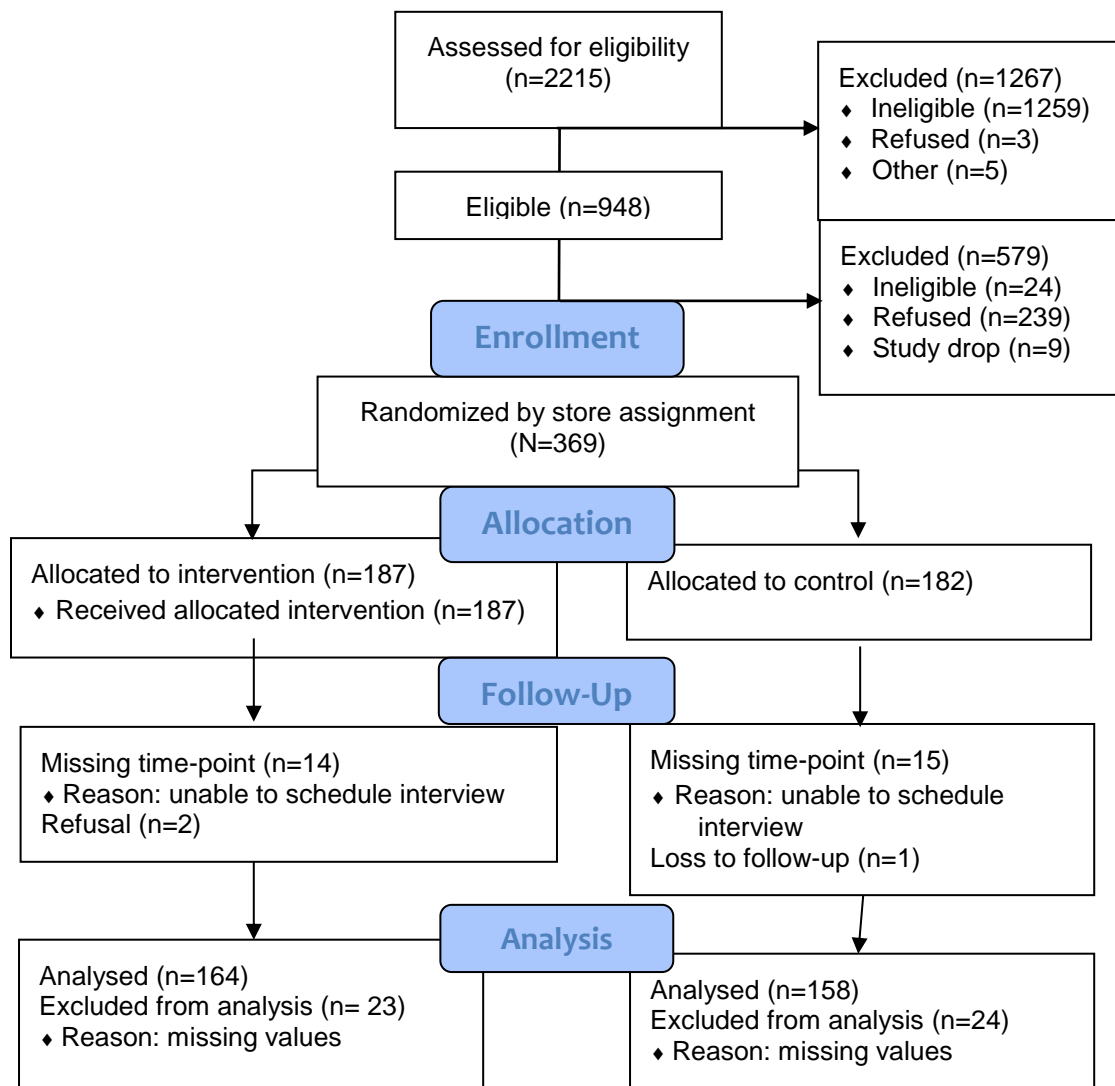 Assessed for eligibility
(n=2215)
Excluded (n=1267)
♦ Ineligible (n=1259)
♦ Refused (n=3)
♦ Other (n=5)
Eligible (n=948)
Excluded (n=579)
♦ Ineligible (n=24)
♦ Refused (n=239)
♦ Study drop (n=9)
Enrollment
Randomized by store assignment
(N=369)
Allocation
Allocated to intervention (n=187)
♦ Received allocated intervention (n=187)
Allocated to control (n=182)
Follow-Up
Missing time-point (n=14)
♦ Reason: unable to schedule interview
Refusal (n=2)
Missing time-point (n=15)
♦ Reason: unable to schedule
interview
Loss to follow-up (n=1)
Analysis
Analysed (n=164)
Excluded from analysis (n= 23)
♦ Reason: missing values
Analysed (n=158)
Excluded from analysis (n=24)
♦ Reason: missing values